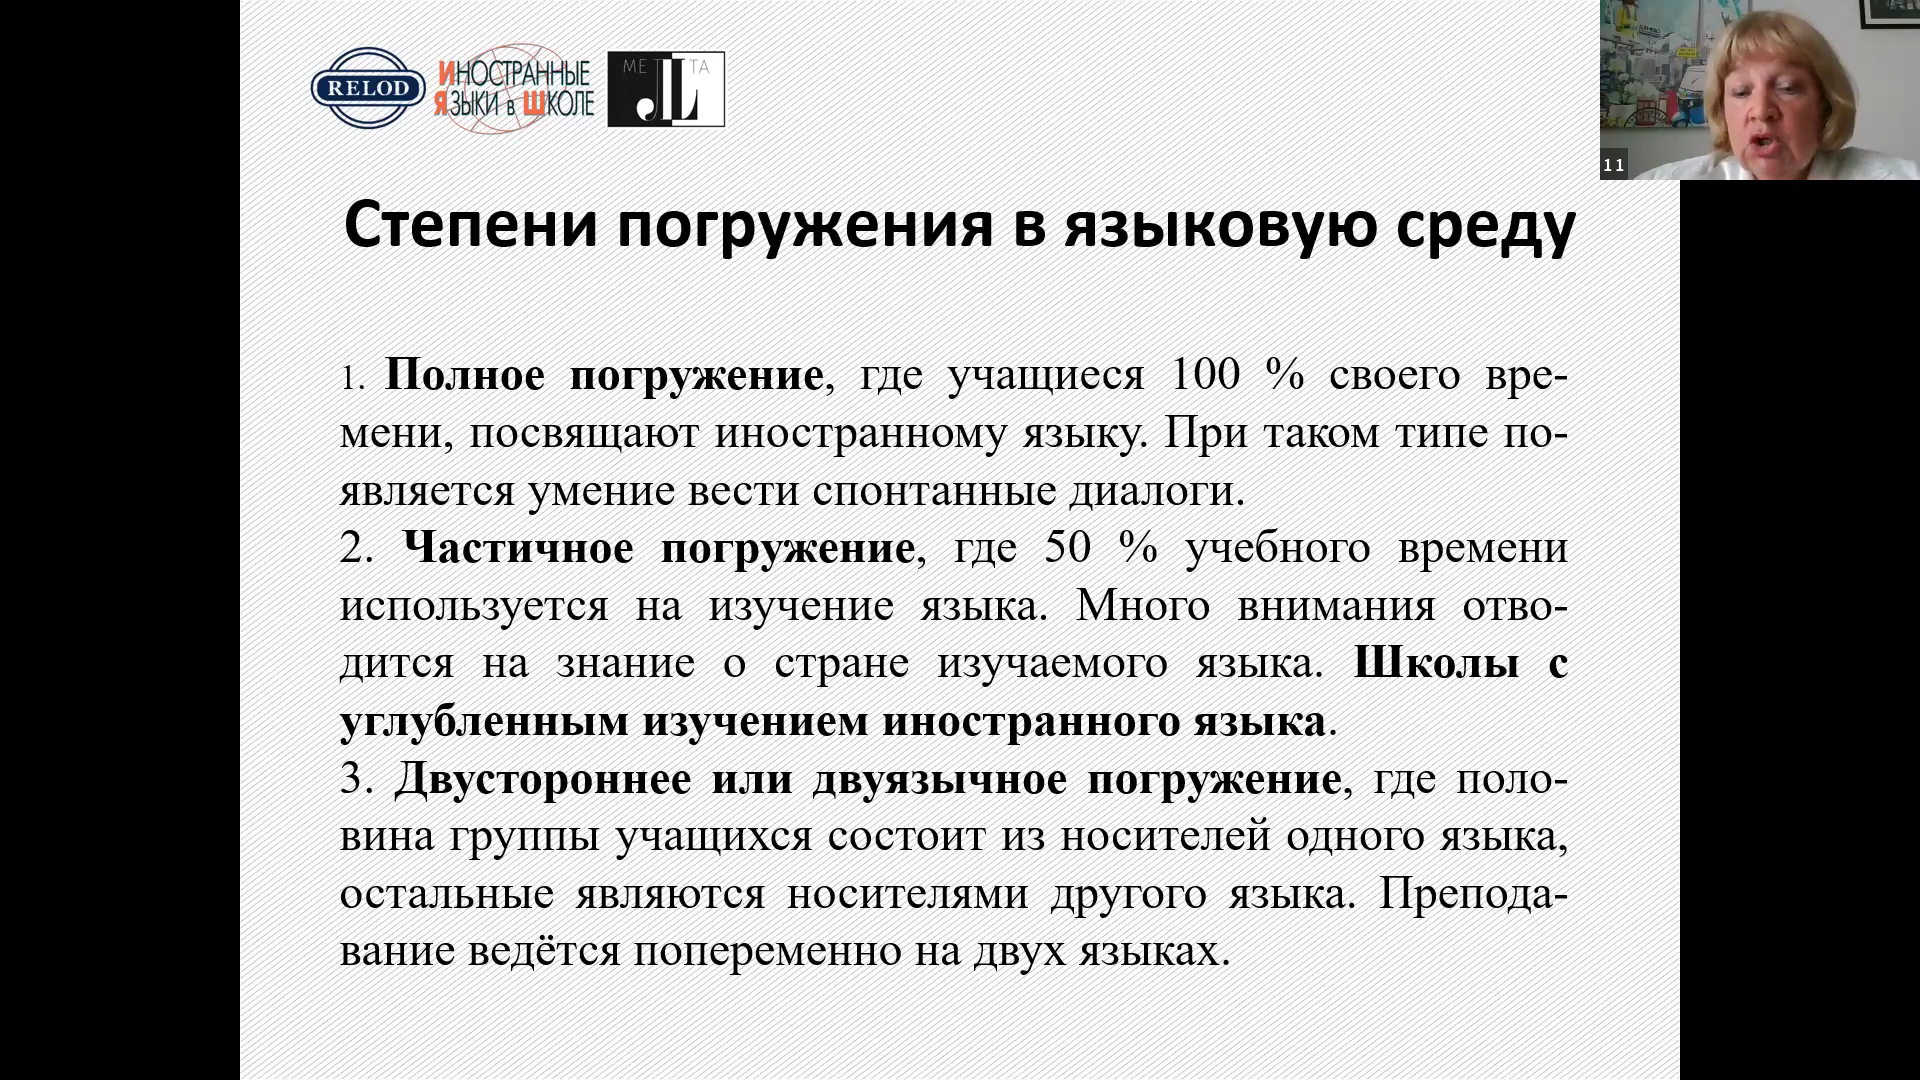 RELOD
ИНОСТРАННЫЕ
ЯЗЫКИ в ШКОЛЕ
МЕ ТА
JL
11
Степени погружения в языковую среду
1. Полное погружение, где учащиеся 100 % своего вре-
мени, посвящают иностранному языку. При таком типе по-
является умение вести спонтанные диалоги.
2. Частичное погружение, где 50 % учебного времени
используется на изучение языка. Много внимания отво-
дится на знание о стране изучаемого языка. Школы с
углубленным изучением иностранного языка.
3. Двустороннее или двуязычное погружение, где поло-
вина группы учащихся состоит из носителей одного языка,
остальные являются носителями другого языка. Препода-
вание ведётся попеременно на двух языках.